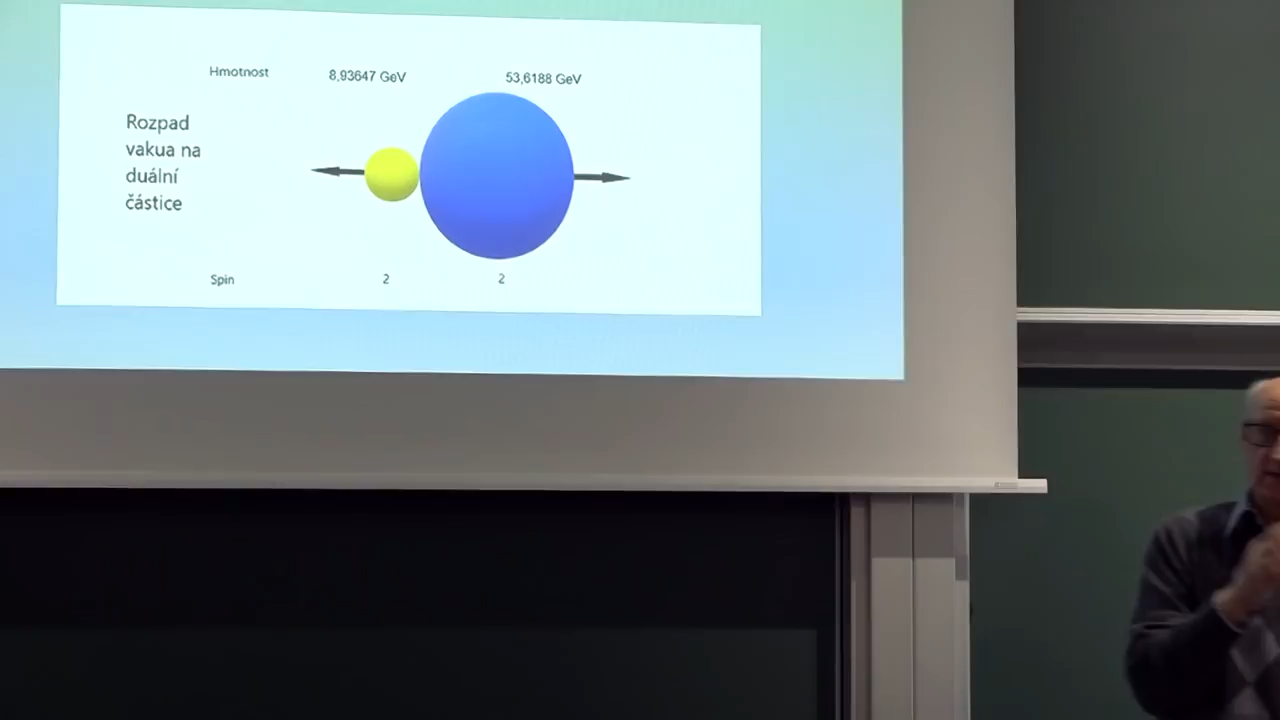 Hmotnost 8,93647 GeV 53,6188 GeV
Rozpad
vakua na
duální
částice
Spin 2 2